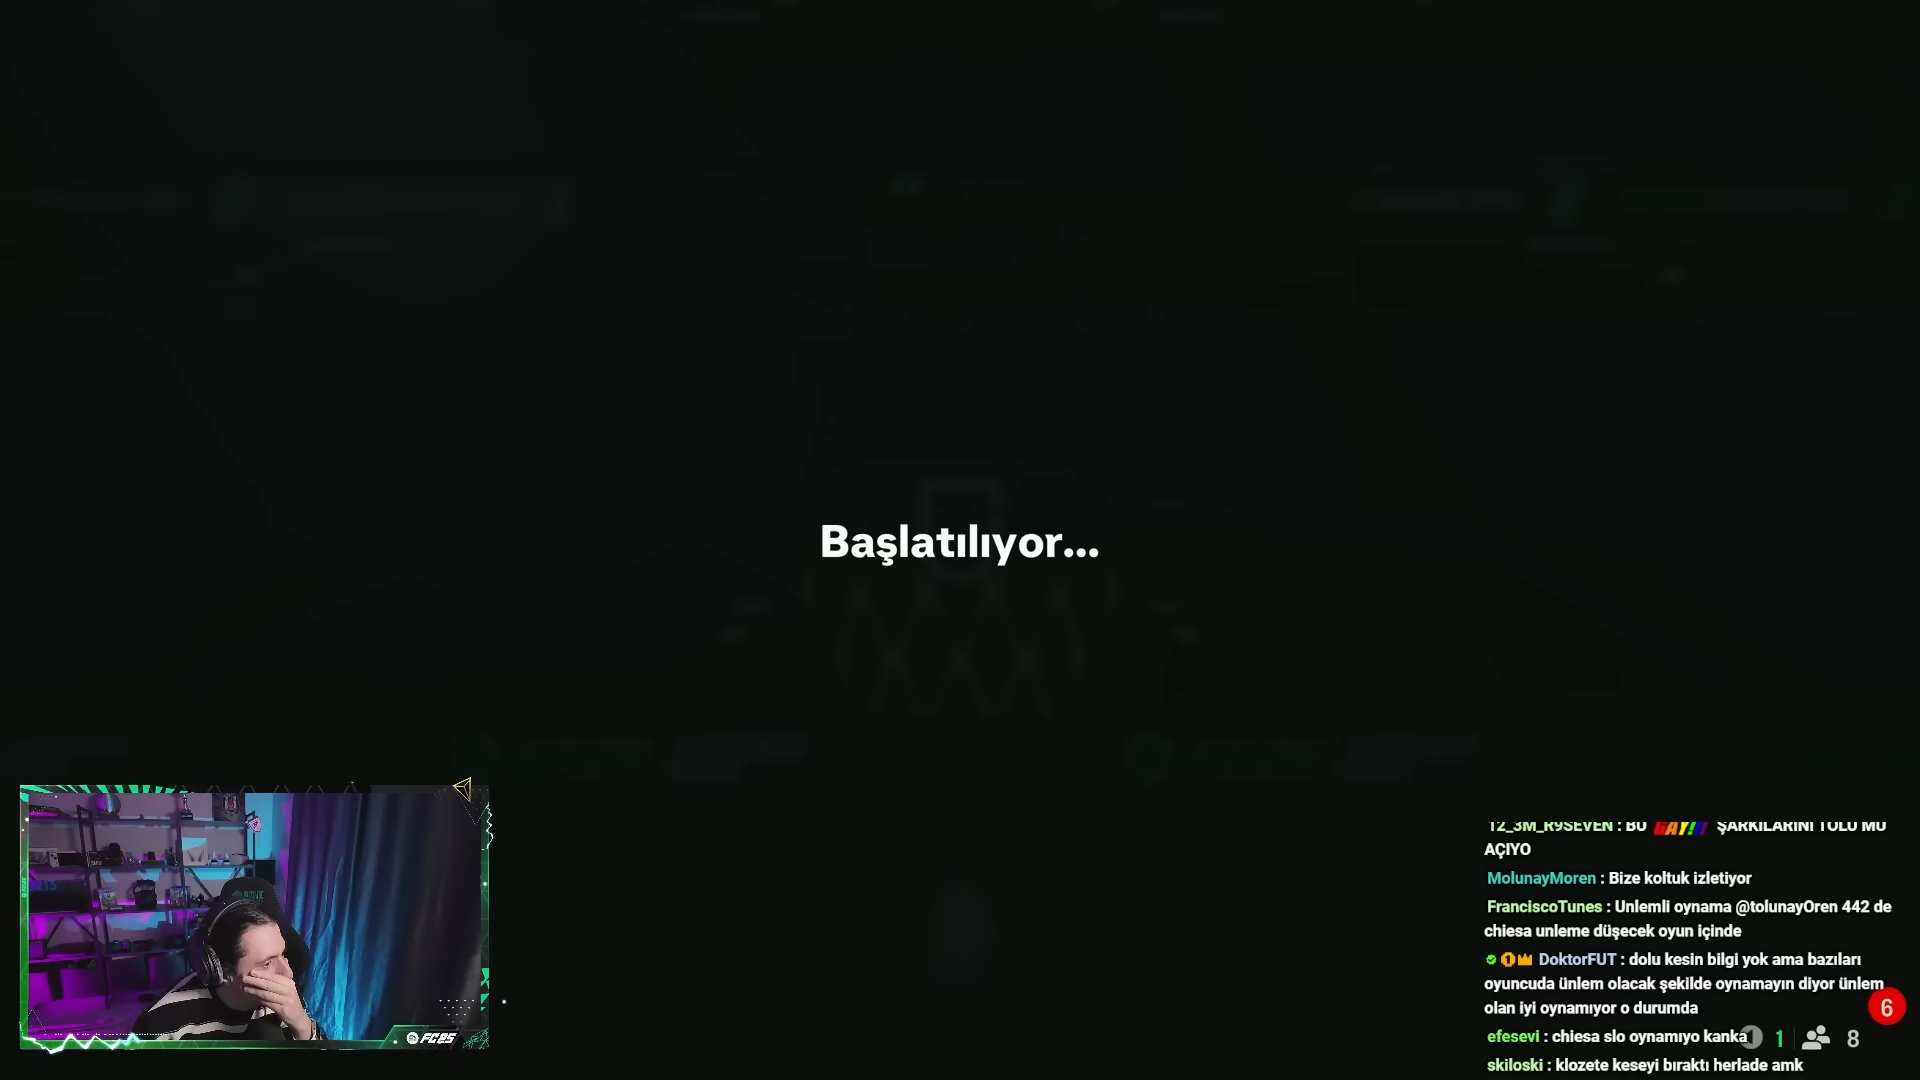 Başlatılıyor...
12_3M_R9SEVEN : BU GAY!!! ŞARKILARINI TOLU MU
AÇIYO
MolunayMoren : Bize koltuk izletiyor
FranciscoTunes : Unlemli oynama @tolunayOren 442 de
chiesa unleme düşecek oyun içinde
DoktorFUT : dolu kesin bilgi yok ama bazıları
oyuncuda ünlem olacak şekilde oynamayın diyor ünlem
olan iyi oynamıyor o durumda
6
efesevi : chiesa slo oynamıyo kanka
1 8
skiloski : klozete keseyi bıraktı herlade amk
FC25